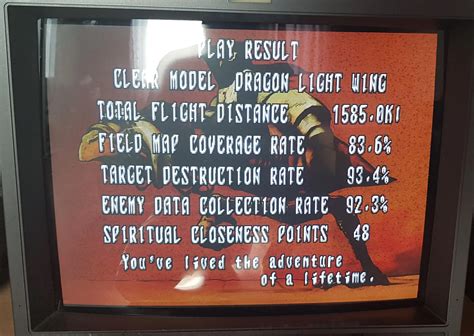 PLAY RESULT
CLEAR MODEL DRAGON LIGHT WING
TOTAL FLIGHT DISTANCE 1585.0KI
FIELD MAP COVERAGE RATE 83.6%
TARGET DESTRUCTION RATE 93.4%
ENEMY DATA COLLECTION RATE 92.3%
SPIRITUAL CLOSENESS POINTS 48
You've lived the adventure
of a lifetime.